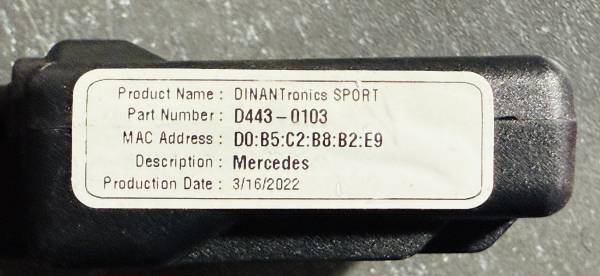 Product Name : DINANTronics SPORT
Part Number : D443-0103
MAC Address : D0:B5:C2:B8:B2:E9
Description : Mercedes
Production Date : 3/16/2022